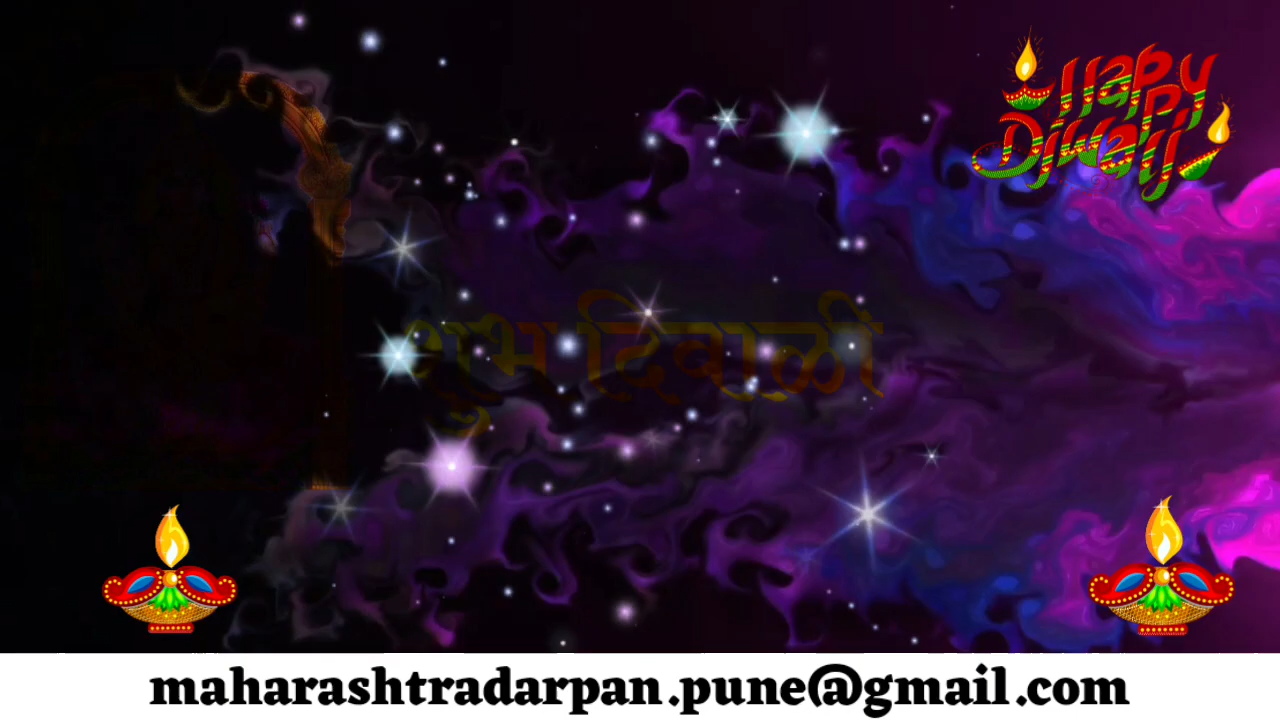 Happy
Diwali
शुभ दिवाळी
maharashtradarpan.pune@gmail.com